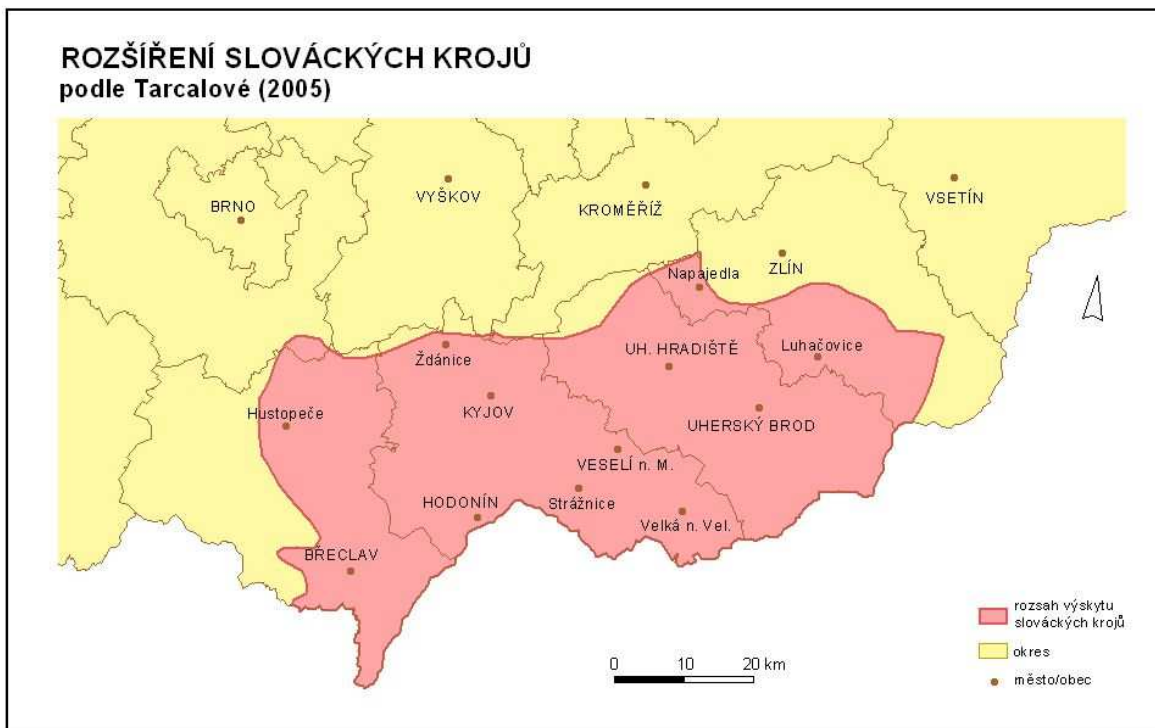 ROZŠÍŘENÍ SLOVÁCKÝCH KROJŮ
podle Tarcalové (2005)
BRNO
VYŠKOV
KROMĚŘÍŽ
VSETÍN
ZLÍN
Napajedla
Ždánice
UH. HRADIŠTĚ
Luhačovice
Hustopeče
KYJOV
UHERSKÝ BROD
VESELÍ n. M.
HODONÍN
Strážnice
Velká n. Vel.
BŘECLAV
rozsah výskytu
slováckých krojů
okres
město/obec
0 10 20 km